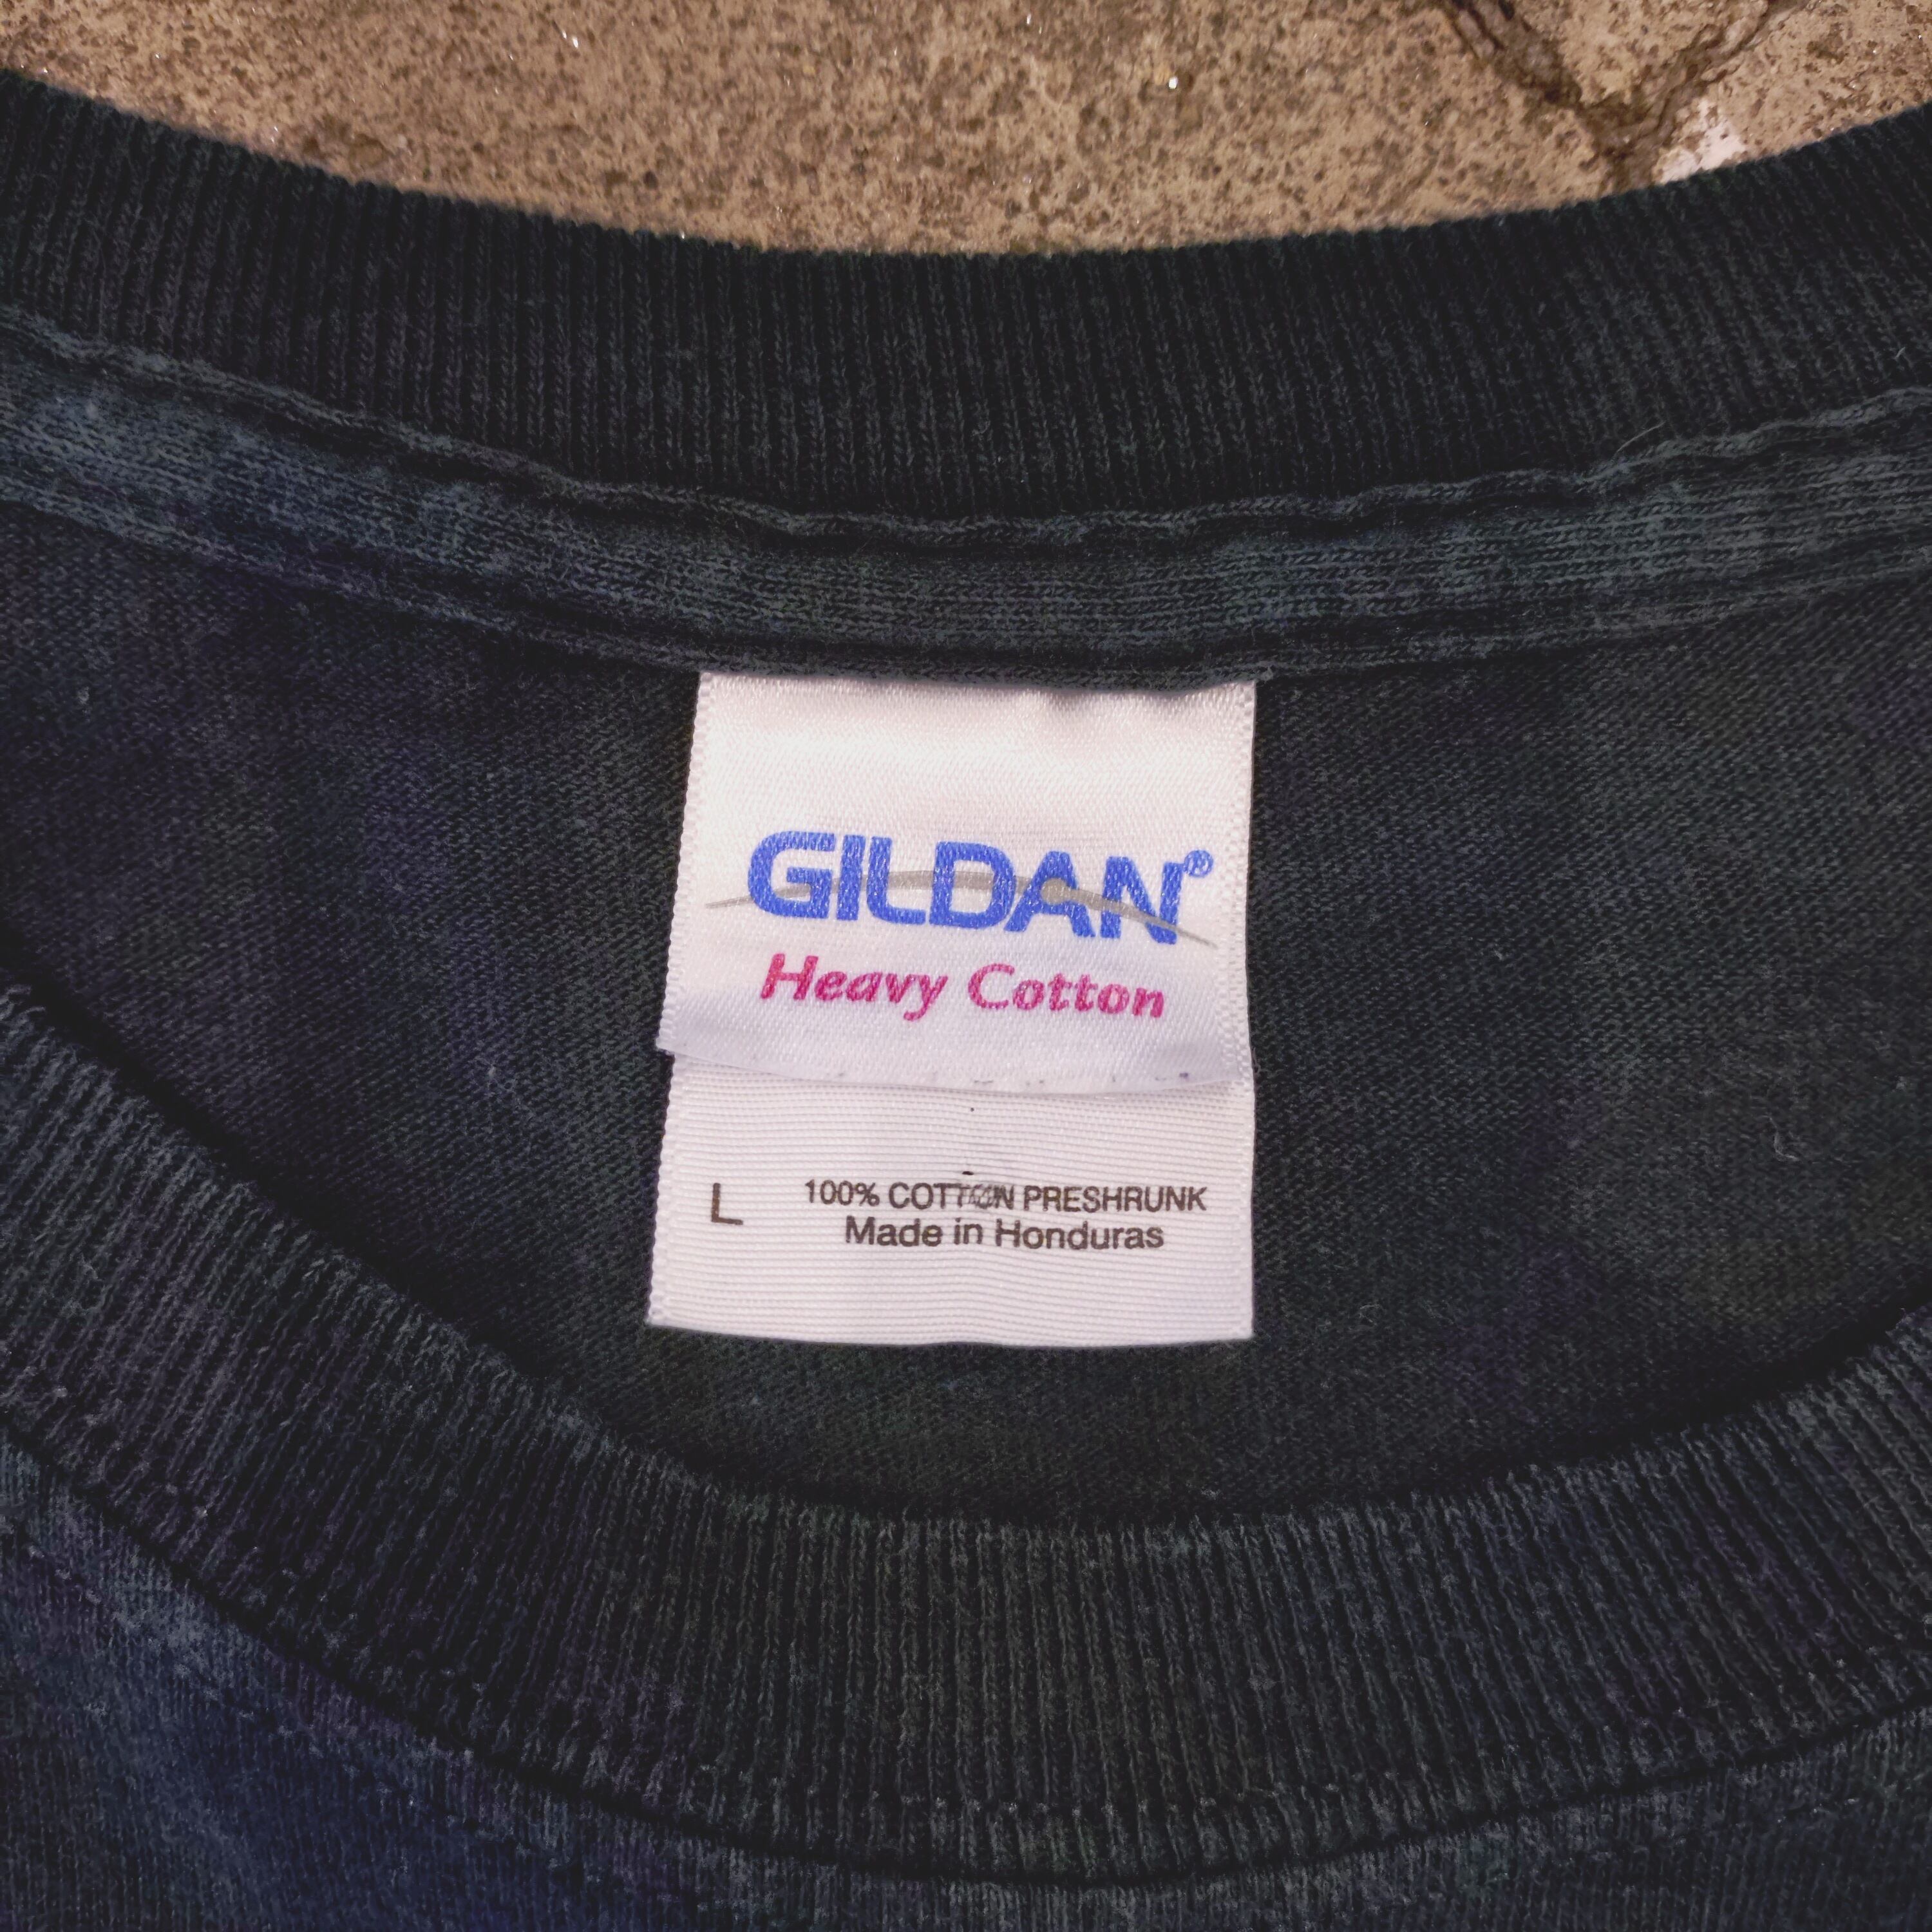 GILDAN®
Heavy Cotton
L 100% COTTON PRESHRUNK
Made in Honduras